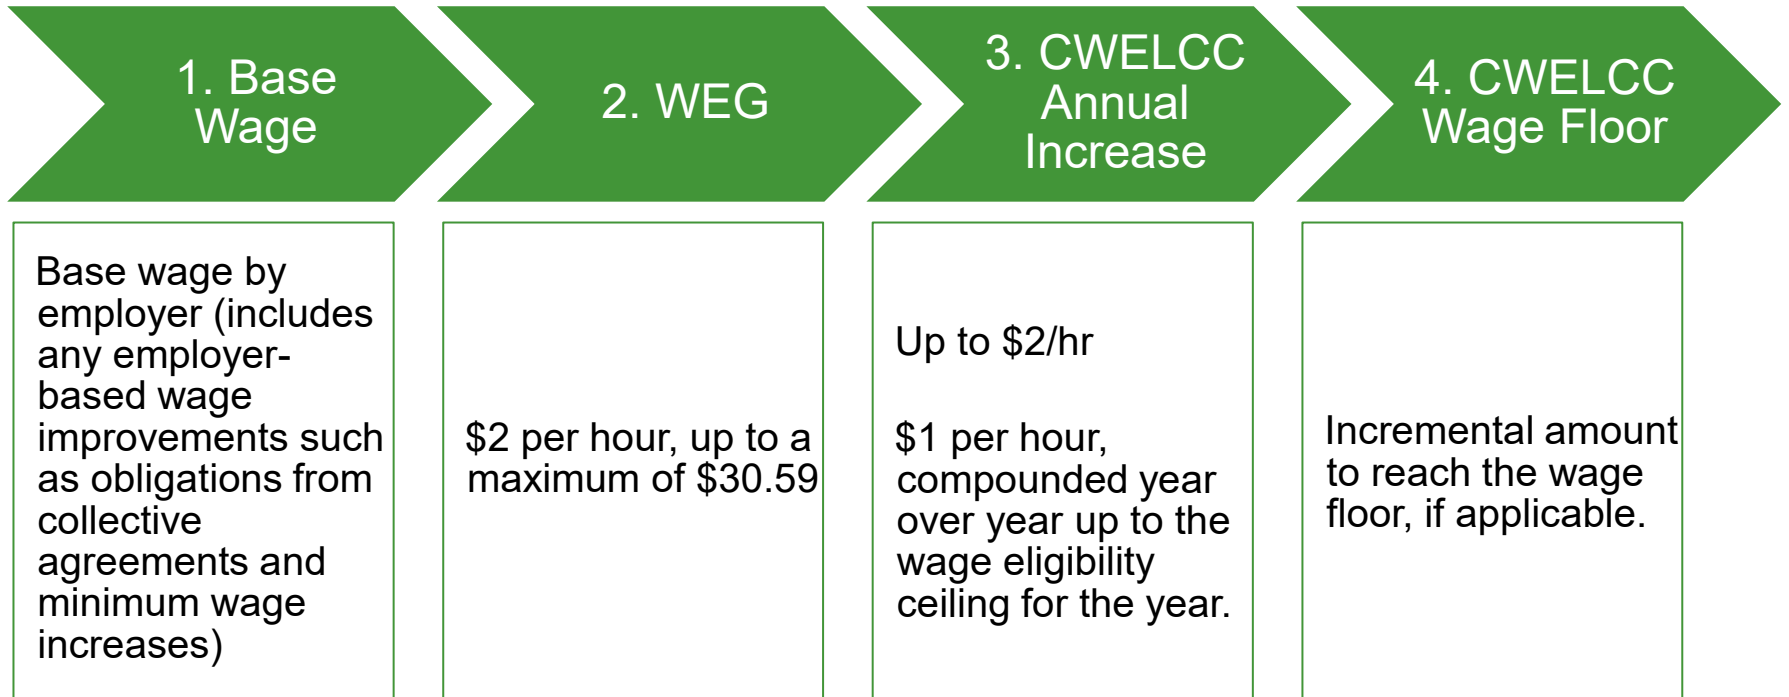 1. Base
Wage
2. WEG
3. CWELCC
Annual
Increase
4. CWELCC
Wage Floor
Base wage by
employer (includes
any employer-
based wage
improvements such
as obligations from
collective
agreements and
minimum wage
increases)
$2 per hour, up to a
maximum of $30.59
Up to $2/hr
$1 per hour,
compounded year
over year up to the
wage eligibility
ceiling for the year.
Incremental amount
to reach the wage
floor, if applicable.